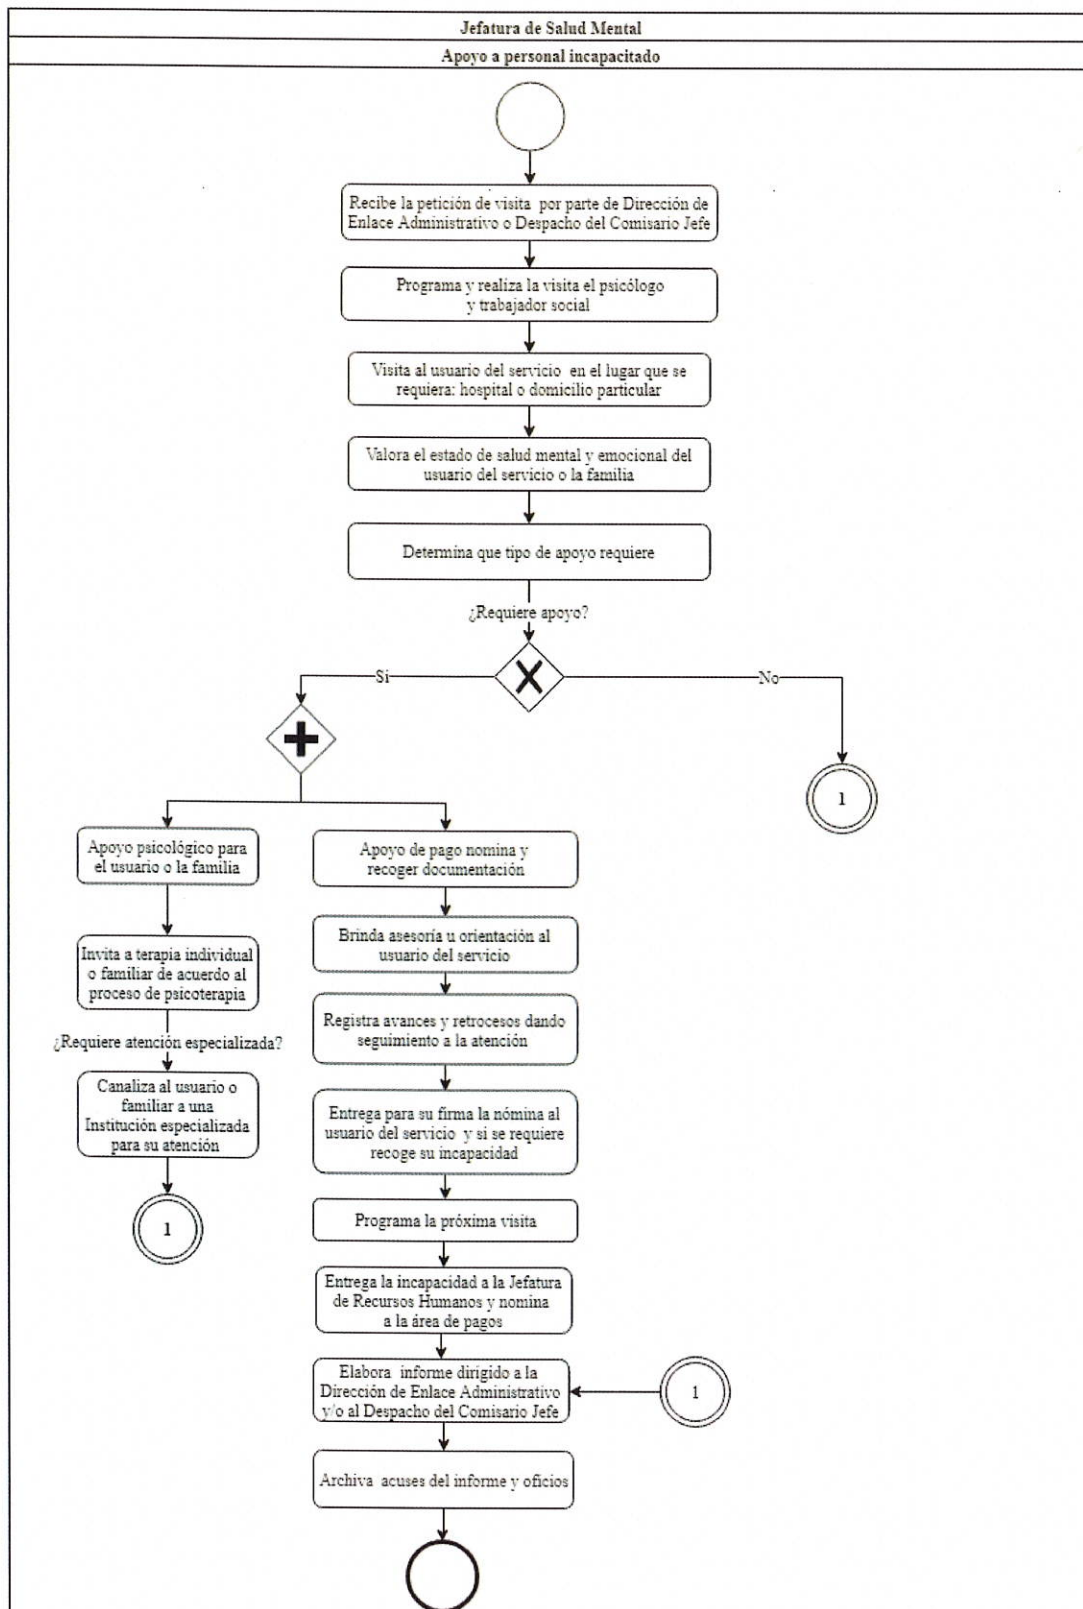 Jefatura de Salud Mental
Apoyo a personal incapacitado
Recibe la petición de visita por parte de Dirección de
Enlace Administrativo o Despacho del Comisario Jefe
Programa y realiza la visita el psicólogo
y trabajador social
Visita al usuario del servicio en el lugar que se
requiera: hospital o domicilio particular
Valora el estado de salud mental y emocional del
usuario del servicio o la familia
Determina que tipo de apoyo requiere
¿Requiere apoyo?
Si
No
1
Apoyo psicológico para
el usuario o la familia
Invita a terapia individual
o familiar de acuerdo al
proceso de psicoterapia
¿Requiere atención especializada?
Canaliza al usuario o
familiar a una
Institución especializada
para su atención
1
Apoyo de pago nomina y
recoger documentación
Brinda asesoría u orientación al
usuario del servicio
Registra avances y retrocesos dando
seguimiento a la atención
Entrega para su firma la nómina al
usuario del servicio y si se requiere
recoge su incapacidad
Programa la próxima visita
Entrega la incapacidad a la Jefatura
de Recursos Humanos y nomina
a la área de pagos
Elabora informe dirigido a la
Dirección de Enlace Administrativo
y/o al Despacho del Comisario Jefe
1
Archiva acuses del informe y oficios